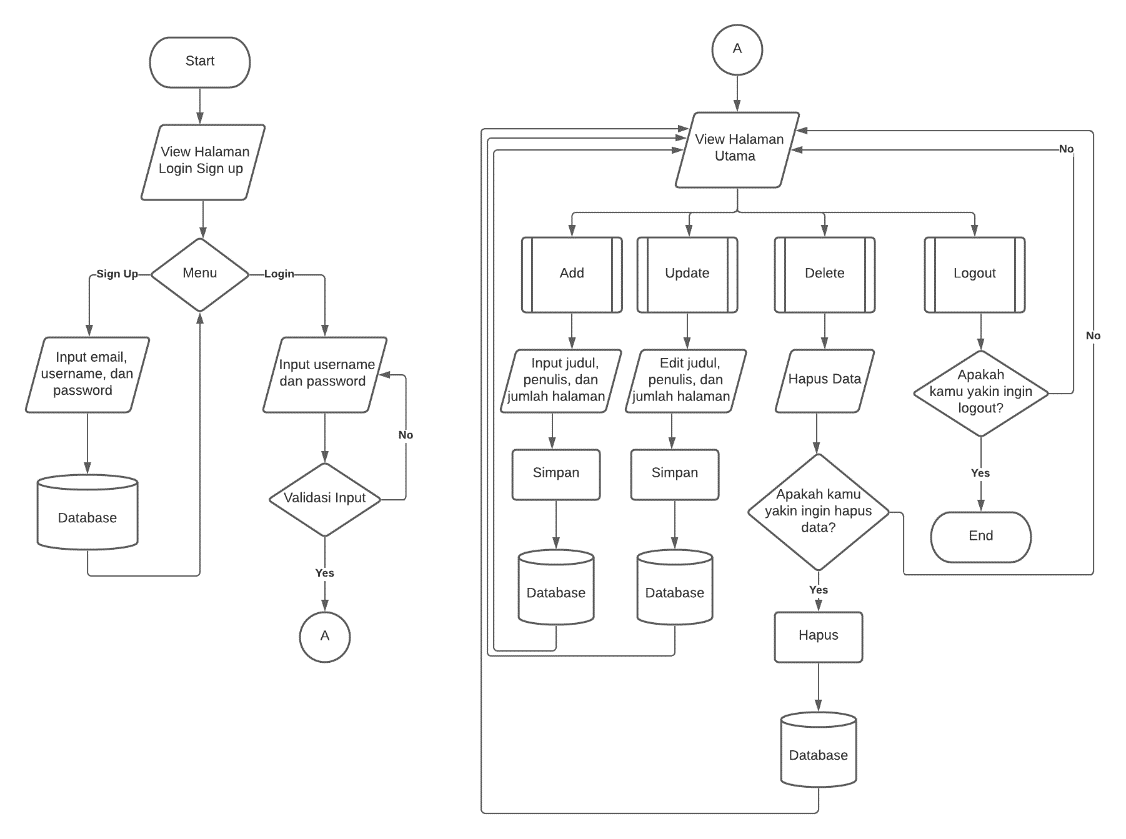 Start
View Halaman
Login Sign up
Menu
Sign Up
Login
Input email,
username, dan
password
Input username
dan password
No
Database
Validasi Input
Yes
A
A
View Halaman
Utama
No
No
Add
Update
Delete
Logout
Input judul,
penulis, dan
jumlah halaman
Edit judul,
penulis, dan
jumlah halaman
Hapus Data
Apakah
kamu yakin ingin
logout?
Simpan
Simpan
Apakah kamu
yakin ingin hapus
data?
Yes
End
Database
Database
Yes
Hapus
Database